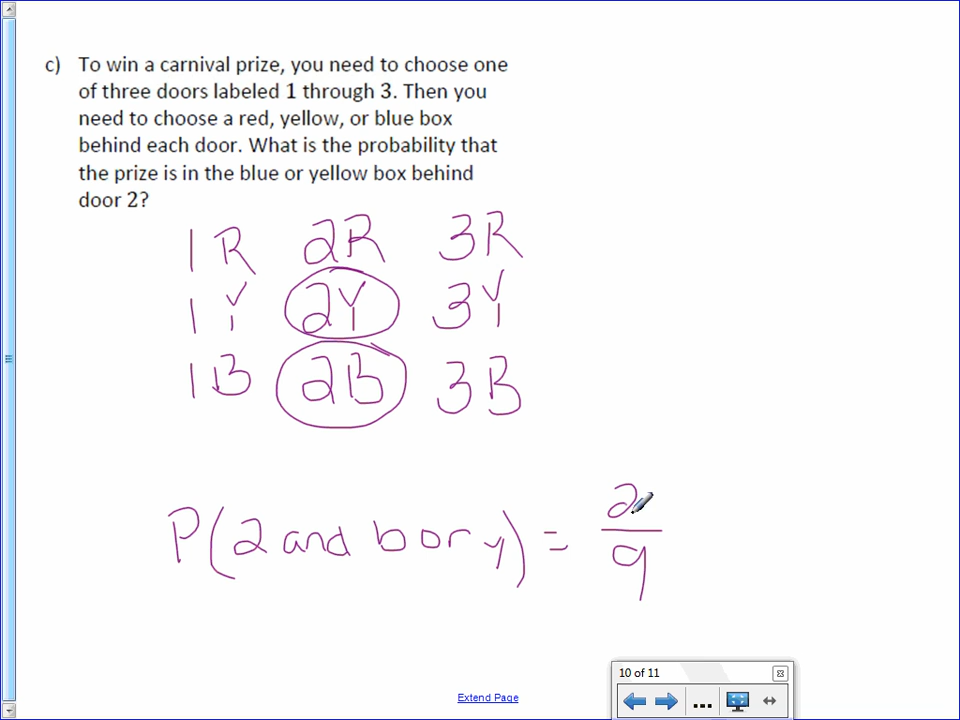 c) To win a carnival prize, you need to choose one
of three doors labeled 1 through 3. Then you
need to choose a red, yellow, or blue box
behind each door. What is the probability that
the prize is in the blue or yellow box behind
door 2?
1R 2R 3R
1Y 2Y 3Y
1B 2B 3B
P(2 and b or y) = 2/9
10 of 11
Extend Page